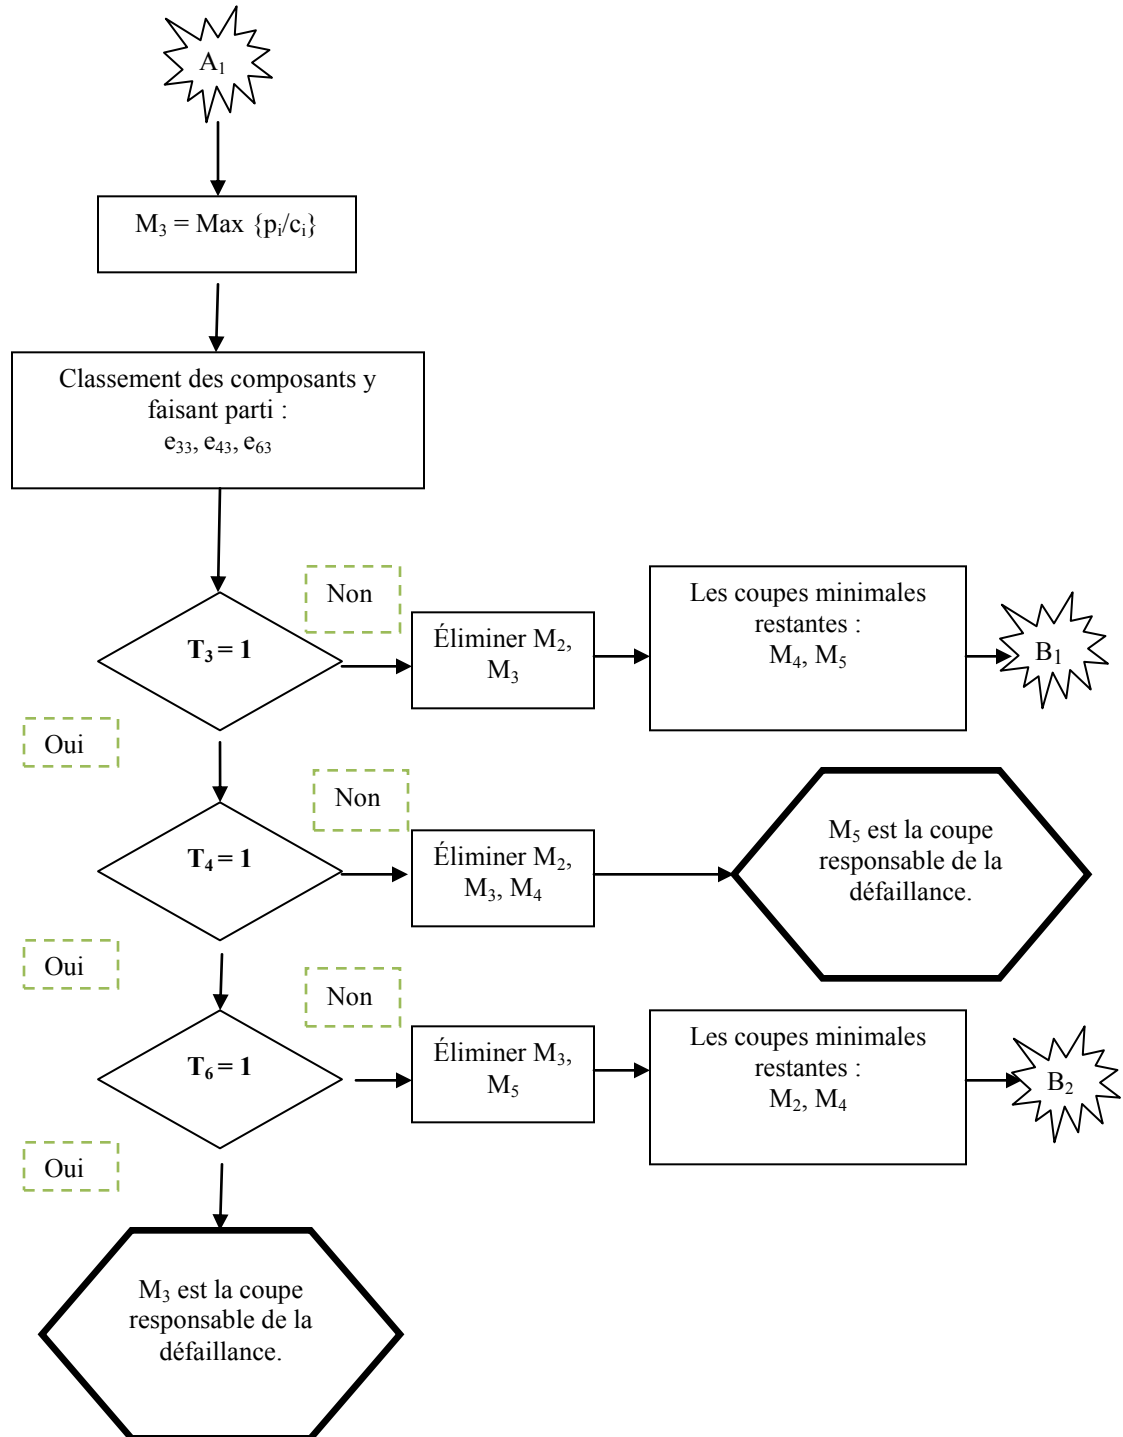 A₁
M₃ = Max {pᵢ/cᵢ}
Classement des composants y
faisant parti :
e₃₃, e₄₃, e₆₃
Non
T₃ = 1
Éliminer M₂,
M₃
Les coupes minimales
restantes :
M₄, M₅
B₁
Oui
Non
T₄ = 1
Éliminer M₂,
M₃, M₄
M₅ est la coupe
responsable de la
défaillance.
Oui
Non
T₆ = 1
Éliminer M₃,
M₅
Les coupes minimales
restantes :
M₂, M₄
B₂
Oui
M₃ est la coupe
responsable de la
défaillance.